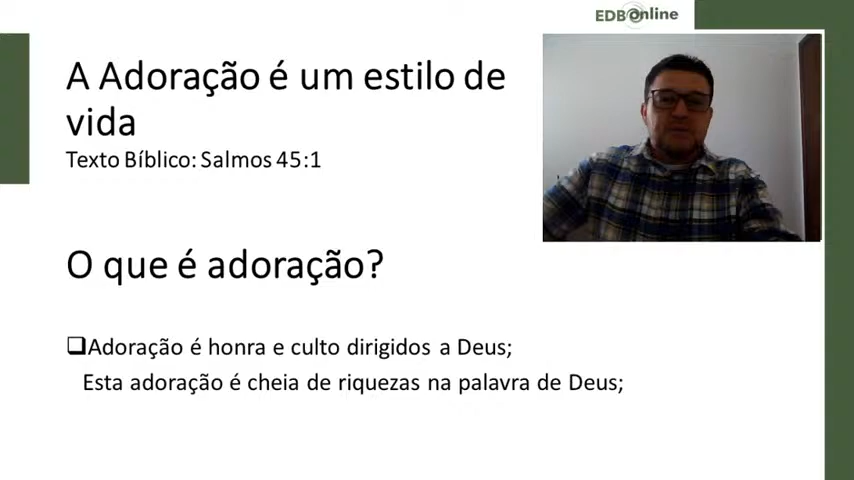 EDBonline
A Adoração é um estilo de
vida
Texto Bíblico: Salmos 45:1
O que é adoração?
Adoração é honra e culto dirigidos a Deus;
Esta adoração é cheia de riquezas na palavra de Deus;